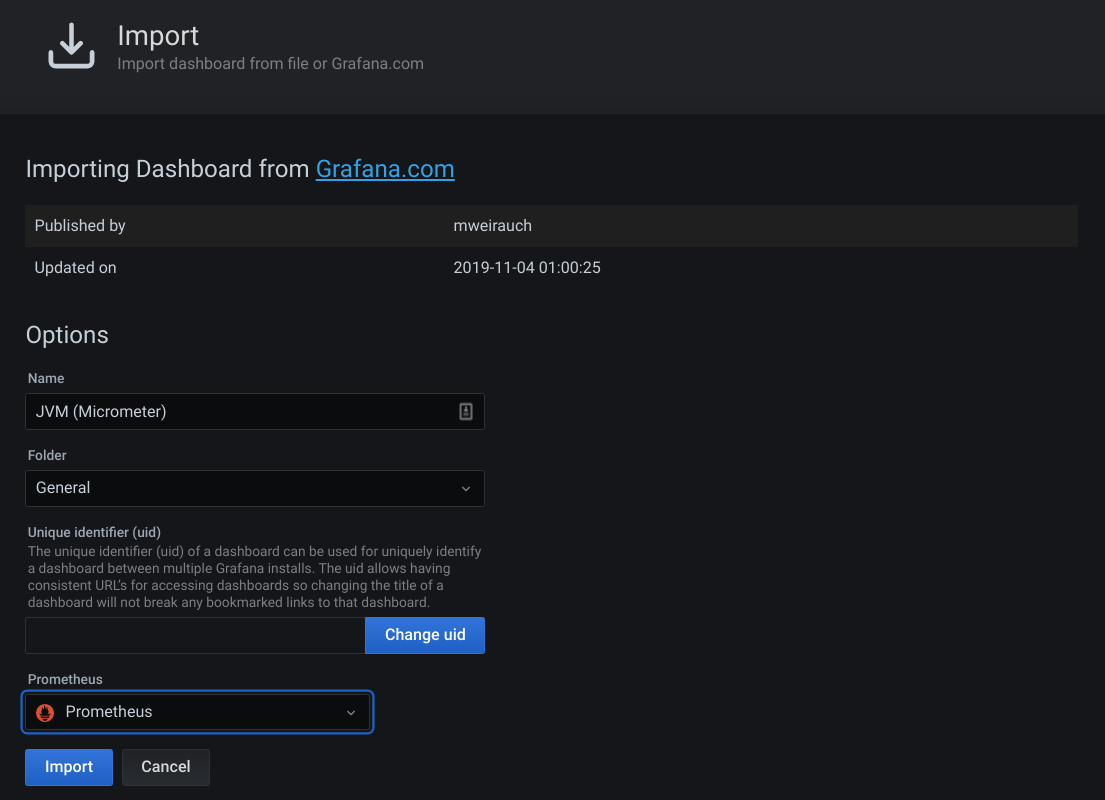 Import
Import dashboard from file or Grafana.com
Importing Dashboard from Grafana.com
Published by mweirauch
Updated on 2019-11-04 01:00:25
Options
Name
JVM (Micrometer)
Folder
General
Unique identifier (uid)
The unique identifier (uid) of a dashboard can be used for uniquely identify
a dashboard between multiple Grafana installs. The uid allows having
consistent URL's for accessing dashboards so changing the title of a
dashboard will not break any bookmarked links to that dashboard.
Change uid
Prometheus
Prometheus
Import Cancel